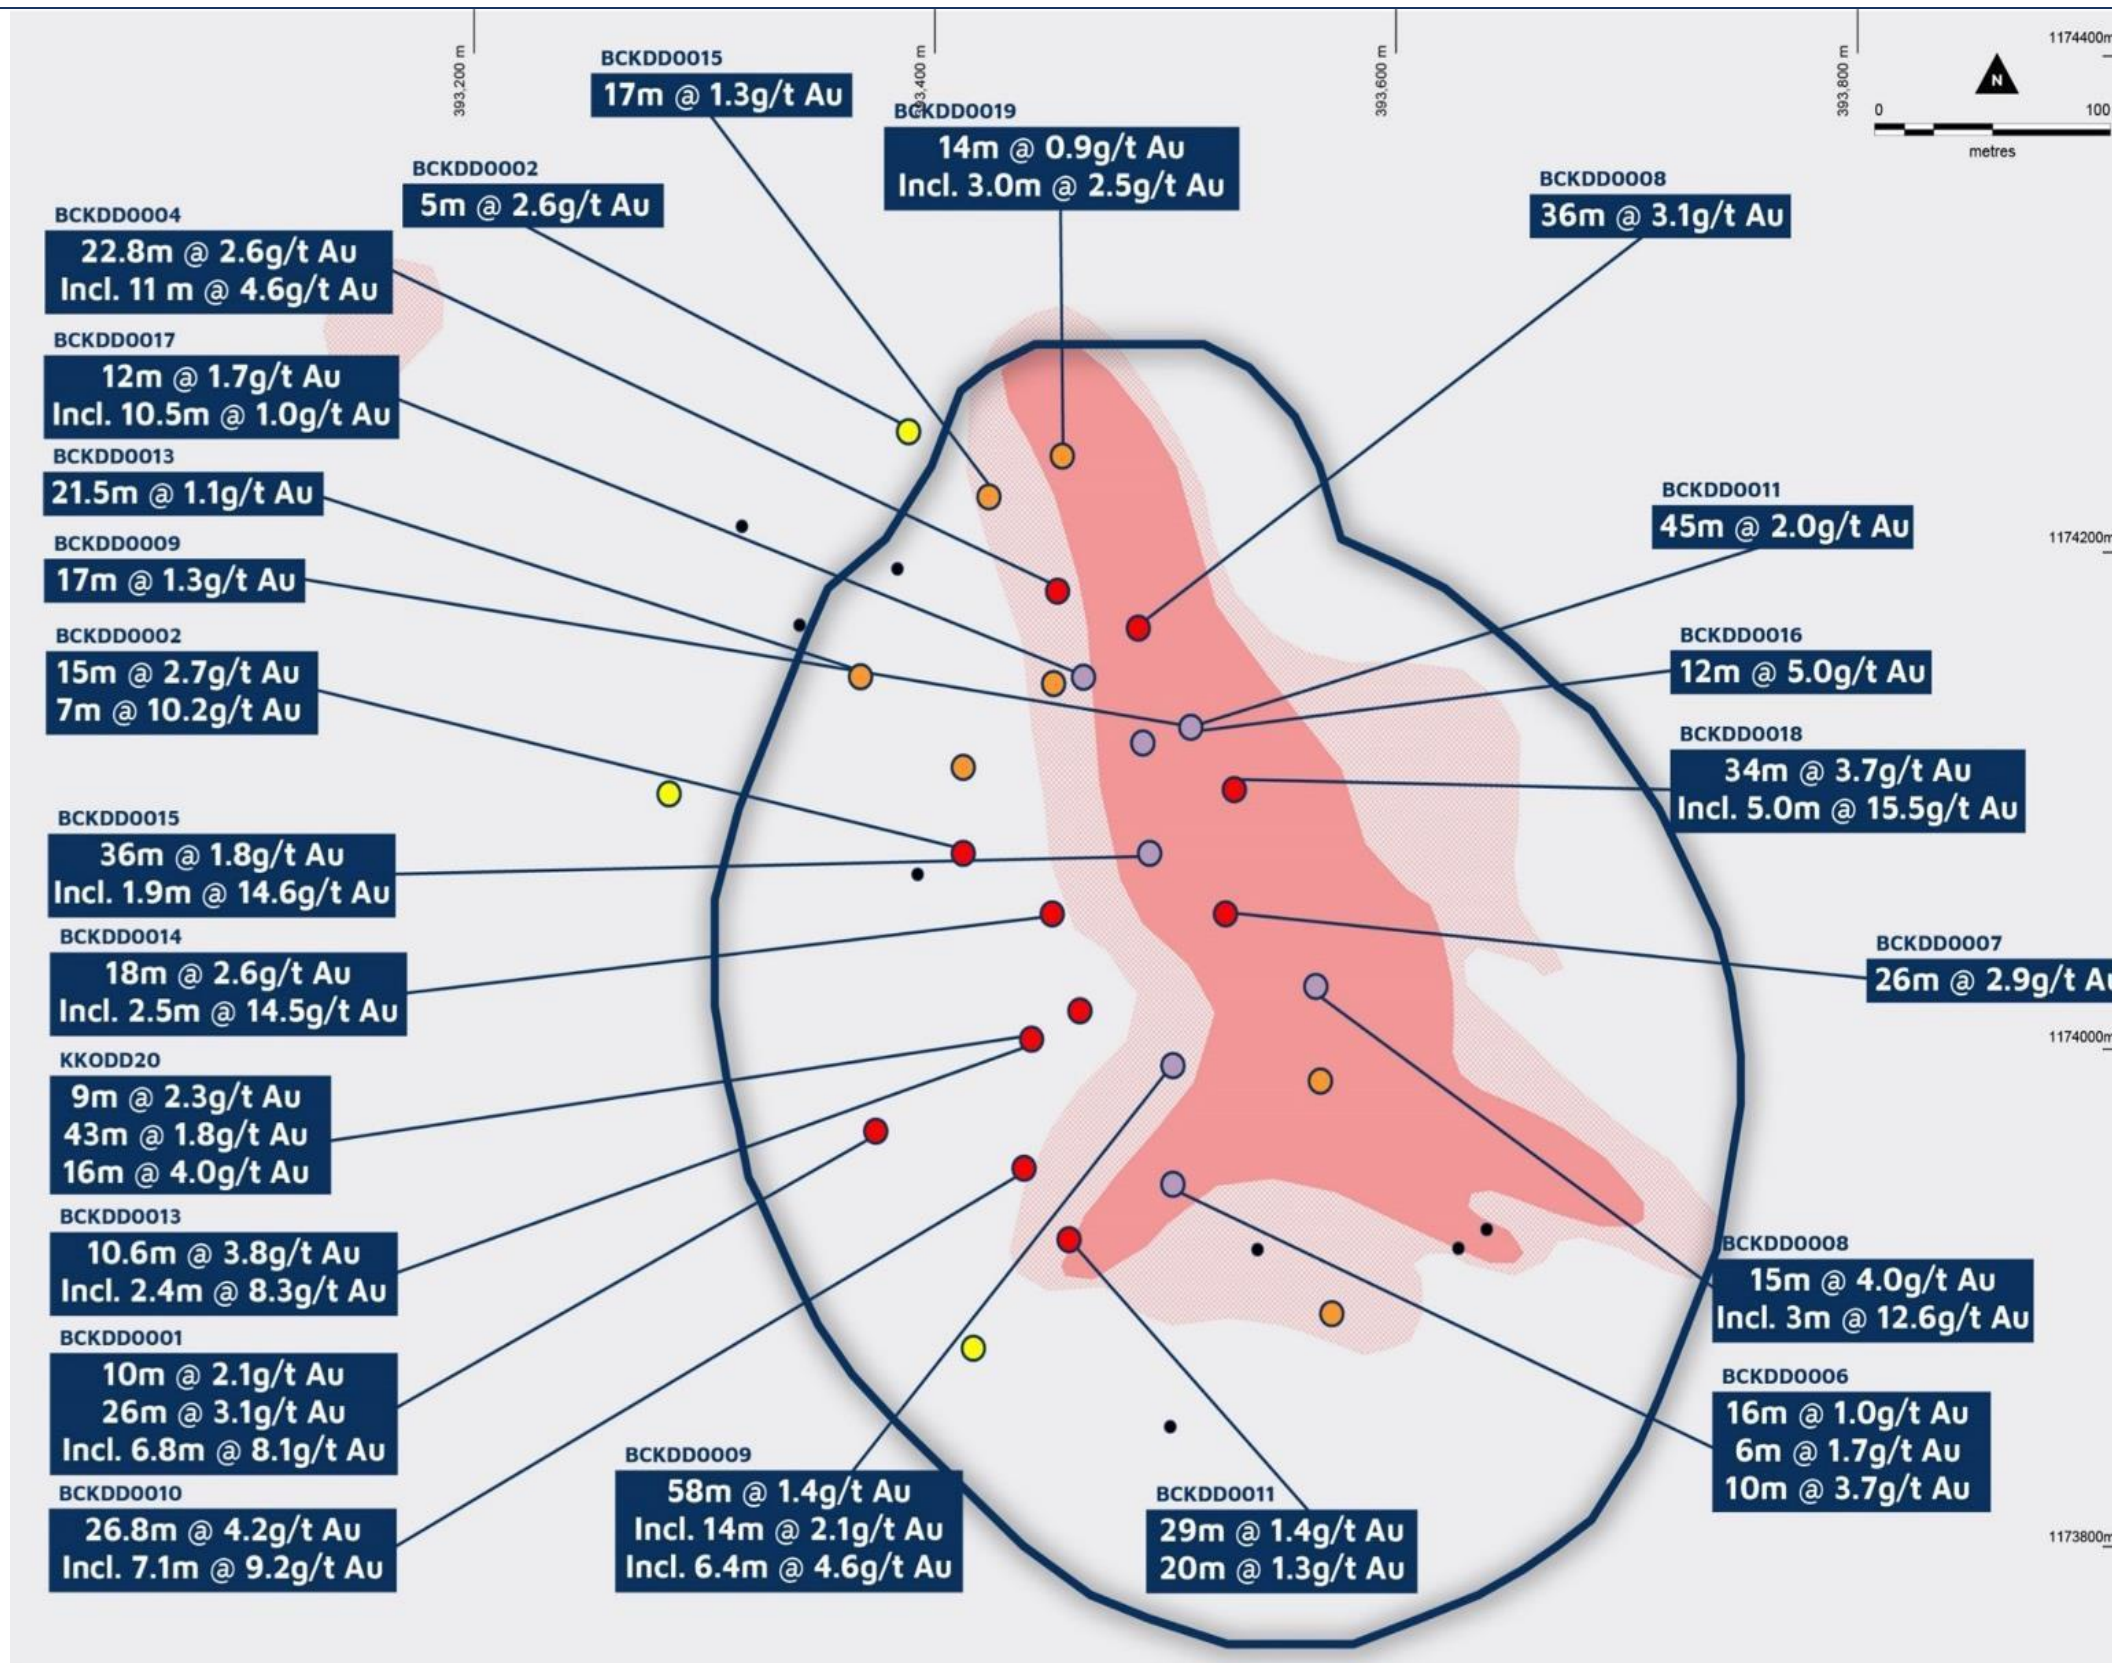 393,200 m
393,400 m
393,600 m
393,800 m
1174400m
N
0 100
metres
BCKDD0015
17m @ 1.3g/t Au
BCKDD0019
14m @ 0.9g/t Au
Incl. 3.0m @ 2.5g/t Au
BCKDD0002
5m @ 2.6g/t Au
BCKDD0008
36m @ 3.1g/t Au
BCKDD0004
22.8m @ 2.6g/t Au
Incl. 11 m @ 4.6g/t Au
BCKDD0017
12m @ 1.7g/t Au
Incl. 10.5m @ 1.0g/t Au
BCKDD0013
21.5m @ 1.1g/t Au
BCKDD0009
17m @ 1.3g/t Au
BCKDD0002
15m @ 2.7g/t Au
7m @ 10.2g/t Au
BCKDD0015
36m @ 1.8g/t Au
Incl. 1.9m @ 14.6g/t Au
BCKDD0014
18m @ 2.6g/t Au
Incl. 2.5m @ 14.5g/t Au
KKODD20
9m @ 2.3g/t Au
43m @ 1.8g/t Au
16m @ 4.0g/t Au
BCKDD0013
10.6m @ 3.8g/t Au
Incl. 2.4m @ 8.3g/t Au
BCKDD0001
10m @ 2.1g/t Au
26m @ 3.1g/t Au
Incl. 6.8m @ 8.1g/t Au
BCKDD0010
26.8m @ 4.2g/t Au
Incl. 7.1m @ 9.2g/t Au
BCKDD0009
58m @ 1.4g/t Au
Incl. 14m @ 2.1g/t Au
Incl. 6.4m @ 4.6g/t Au
BCKDD0011
29m @ 1.4g/t Au
20m @ 1.3g/t Au
BCKDD0011
45m @ 2.0g/t Au
1174200m
BCKDD0016
12m @ 5.0g/t Au
BCKDD0018
34m @ 3.7g/t Au
Incl. 5.0m @ 15.5g/t Au
BCKDD0007
26m @ 2.9g/t Au
1174000m
BCKDD0008
15m @ 4.0g/t Au
Incl. 3m @ 12.6g/t Au
BCKDD0006
16m @ 1.0g/t Au
6m @ 1.7g/t Au
10m @ 3.7g/t Au
1173800m